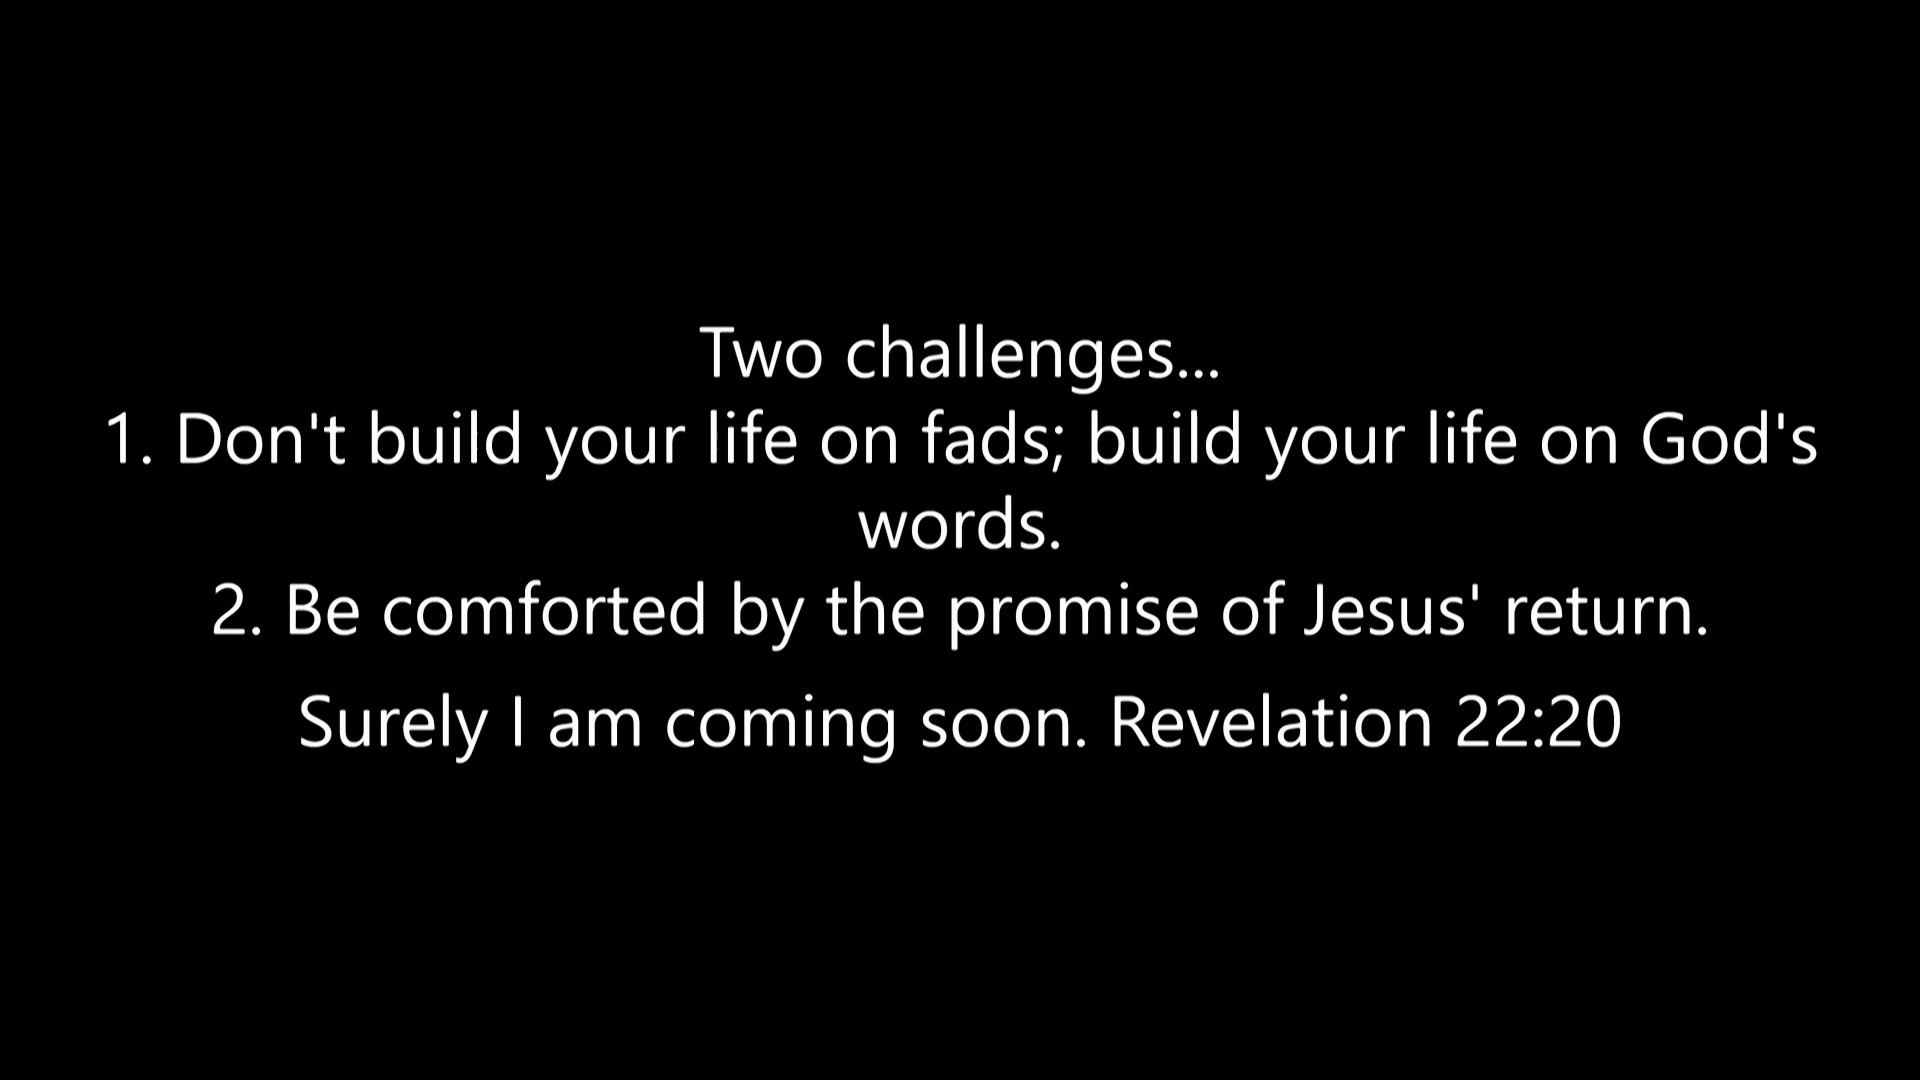 Two challenges...
1. Don't build your life on fads; build your life on God's
words.
2. Be comforted by the promise of Jesus' return.
Surely I am coming soon. Revelation 22:20